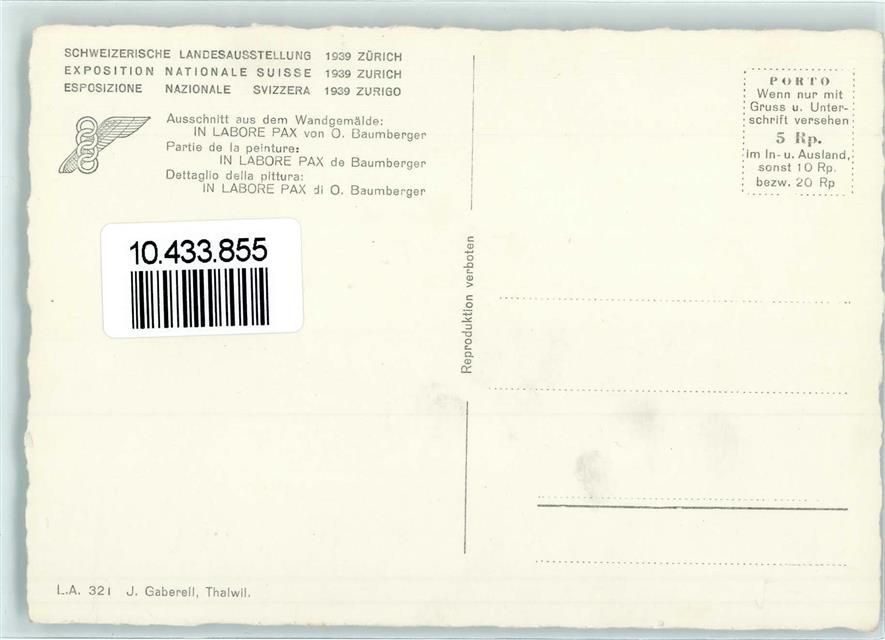 SCHWEIZERISCHE LANDESAUSSTELLUNG 1939 ZÜRICH
EXPOSITION NATIONALE SUISSE 1939 ZURICH
ESPOSIZIONE NAZIONALE SVIZZERA 1939 ZURIGO
Ausschnitt aus dem Wandgemälde:
IN LABORE PAX von O. Baumberger
Partie de la peinture:
IN LABORE PAX de Baumberger
Dettaglio della pittura:
IN LABORE PAX di O. Baumberger
10.433.855
Reproduktion verboten
PORTO
Wenn nur mit
Gruss u. Unter-
schrift versehen
5 Rp.
im In- u. Ausland,
sonst 10 Rp.
bezw. 20 Rp
L.A. 321 J. Gaberell, Thalwil.